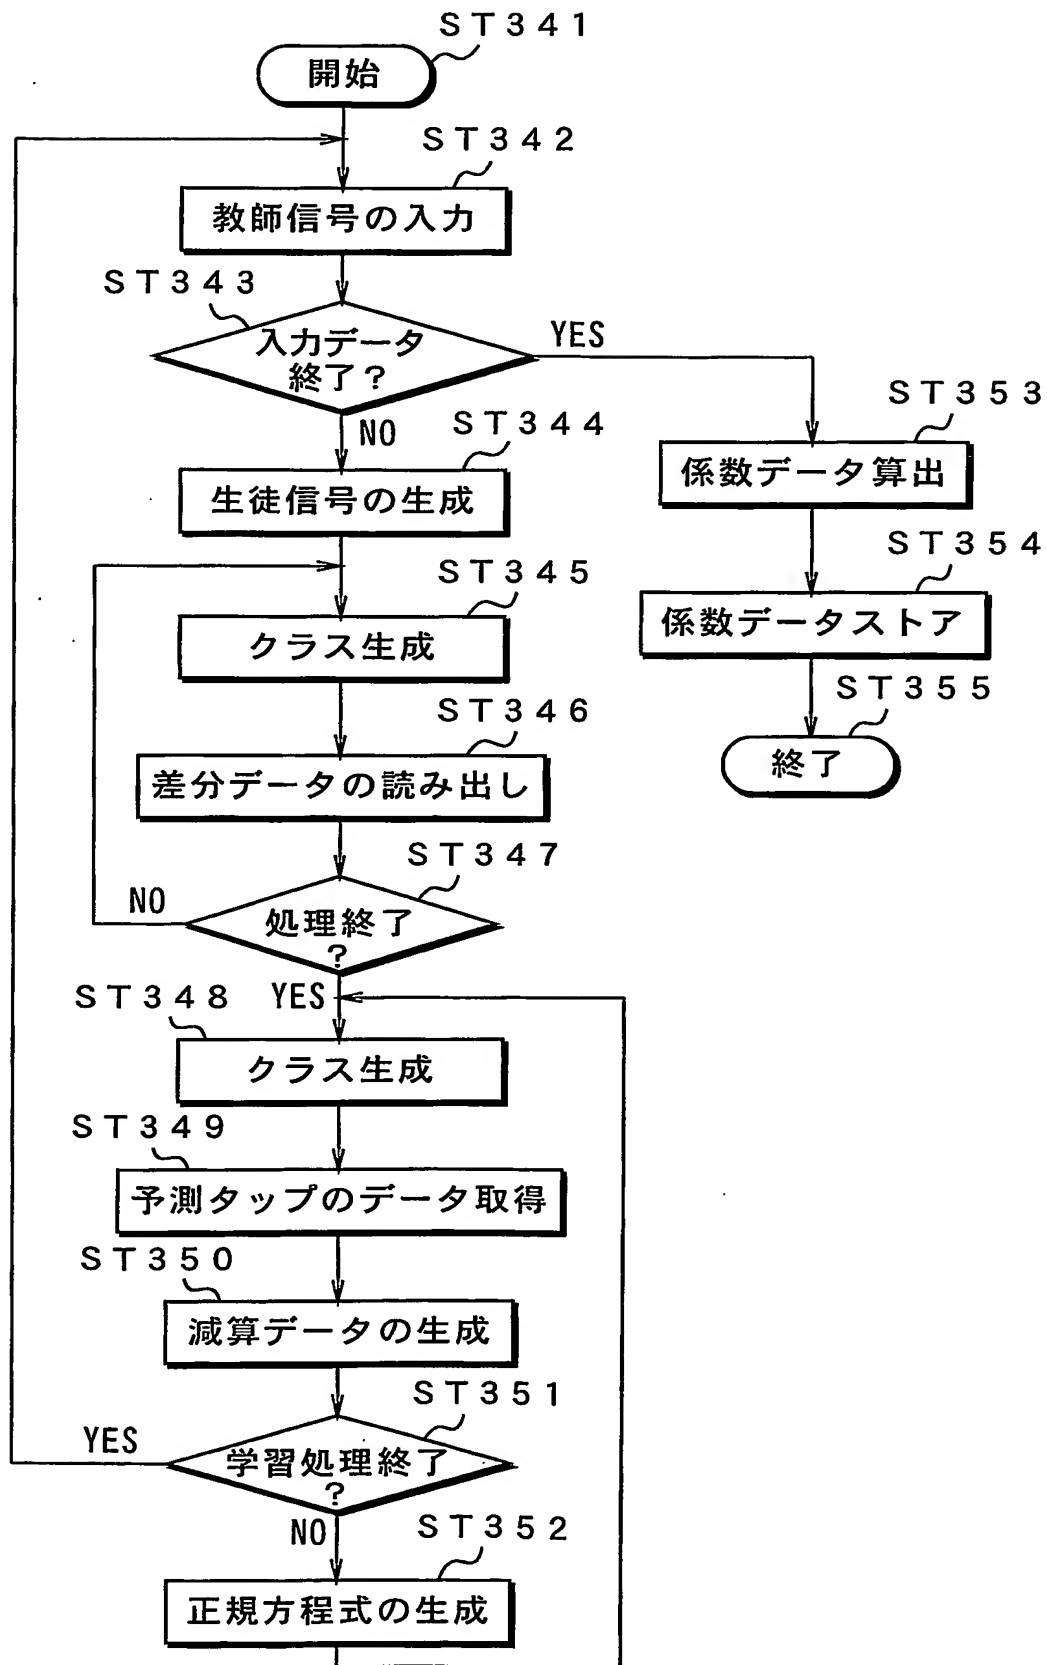 ST341
開始
ST342
教師信号の入力
ST343
入力データ
終了?
YES
NO
ST344
生徒信号の生成
ST345
クラス生成
ST346
差分データの読み出し
ST347
処理終了
?
NO
YES
ST348
クラス生成
ST349
予測タップのデータ取得
ST350
減算データの生成
ST351
学習処理終了
?
YES
NO
ST352
正規方程式の生成
ST353
係数データ算出
ST354
係数データストア
ST355
終了